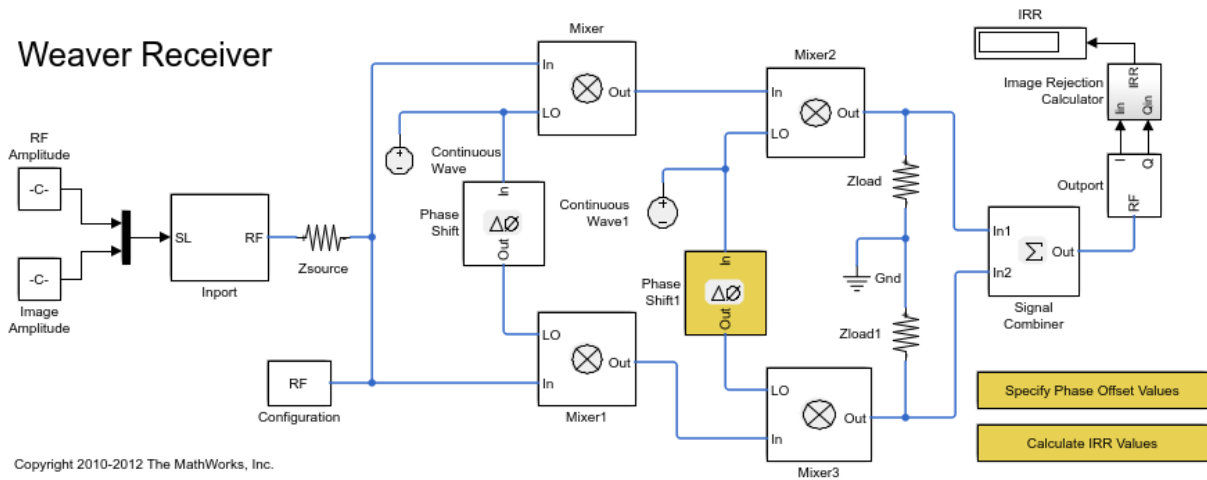 Weaver Receiver
RF
Amplitude
-C-
-C-
Image
Amplitude
SL
RF
Inport
Zsource
RF
Configuration
Mixer
In
LO
Out
Continuous
Wave
Phase
Shift
In
ΔØ
Out
LO
In
Out
Mixer1
Mixer2
In
LO
Out
Continuous
Wave1
Phase
Shift1
In
ΔØ
Out
LO
In
Out
Mixer3
Zload
Gnd
Zload1
In1
In2
Σ
Out
Signal
Combiner
IRR
Image Rejection
Calculator
IRR
Iin
Qin
I
Q
RF
Outport
Specify Phase Offset Values
Calculate IRR Values
Copyright 2010-2012 The MathWorks, Inc.